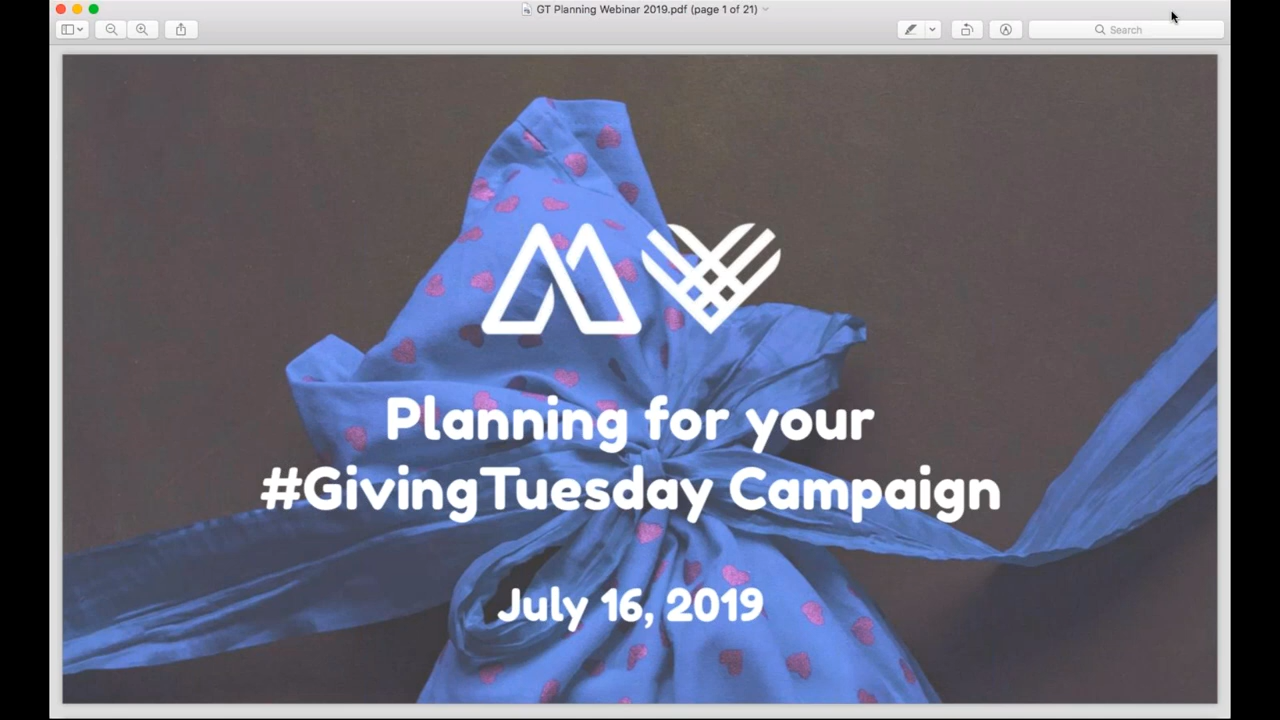 GT Planning Webinar 2019.pdf (page 1 of 21)
Search
Planning for your
#GivingTuesday Campaign
July 16, 2019